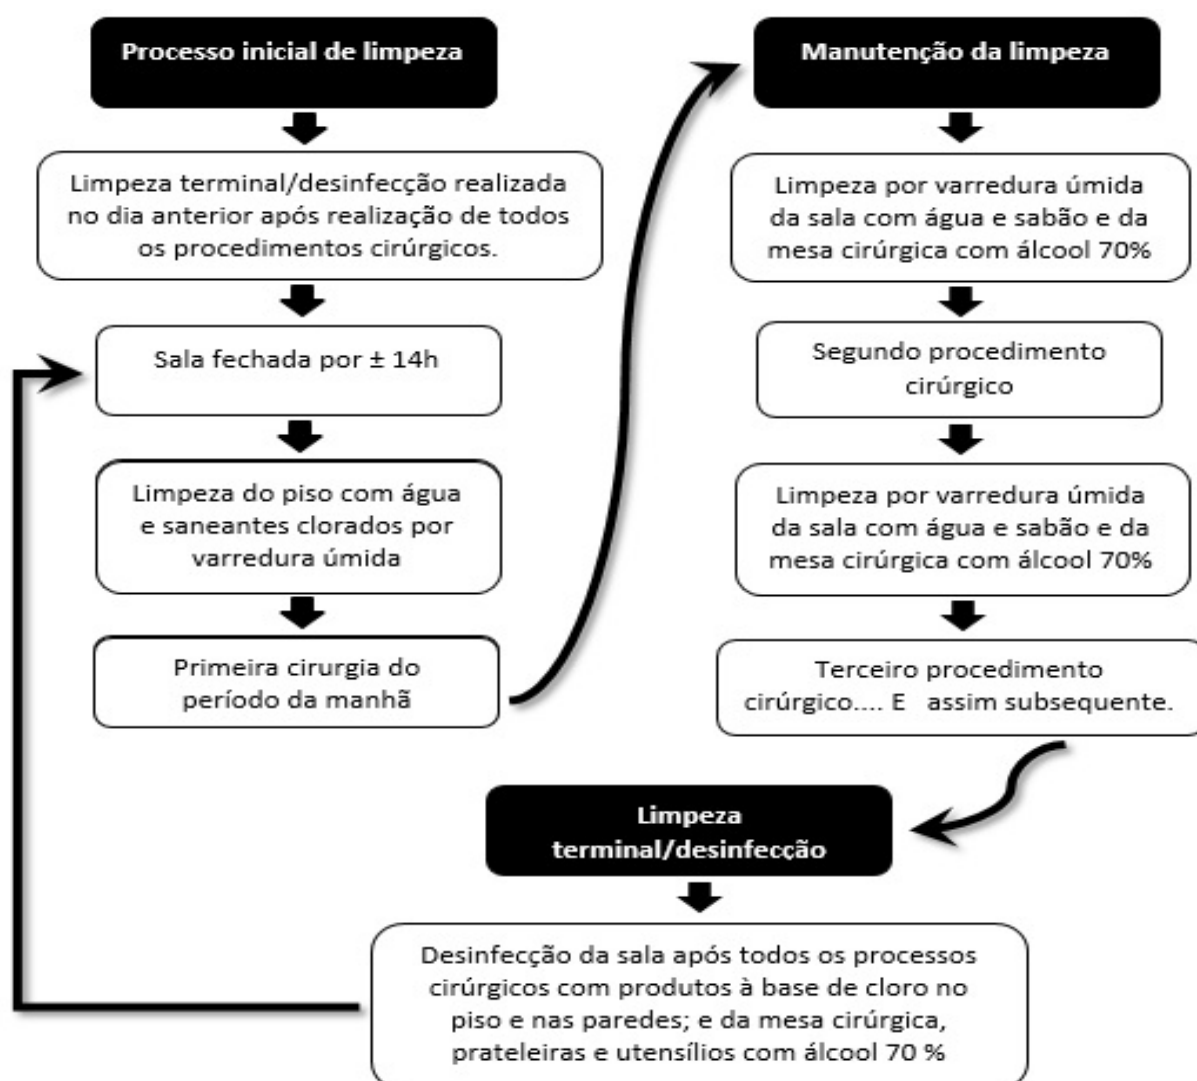 Processo inicial de limpeza
Limpeza terminal/desinfecção realizada
no dia anterior após realização de todos
os procedimentos cirúrgicos.
Sala fechada por ± 14h
Limpeza do piso com água
e saneantes clorados por
varredura úmida
Primeira cirurgia do
período da manhã
Manutenção da limpeza
Limpeza por varredura úmida
da sala com água e sabão e da
mesa cirúrgica com álcool 70%
Segundo procedimento
cirúrgico
Limpeza por varredura úmida
da sala com água e sabão e da
mesa cirúrgica com álcool 70%
Terceiro procedimento
cirúrgico.... E assim subsequente.
Limpeza
terminal/desinfecção
Desinfecção da sala após todos os processos
cirúrgicos com produtos à base de cloro no
piso e nas paredes; e da mesa cirúrgica,
prateleiras e utensílios com álcool 70 %